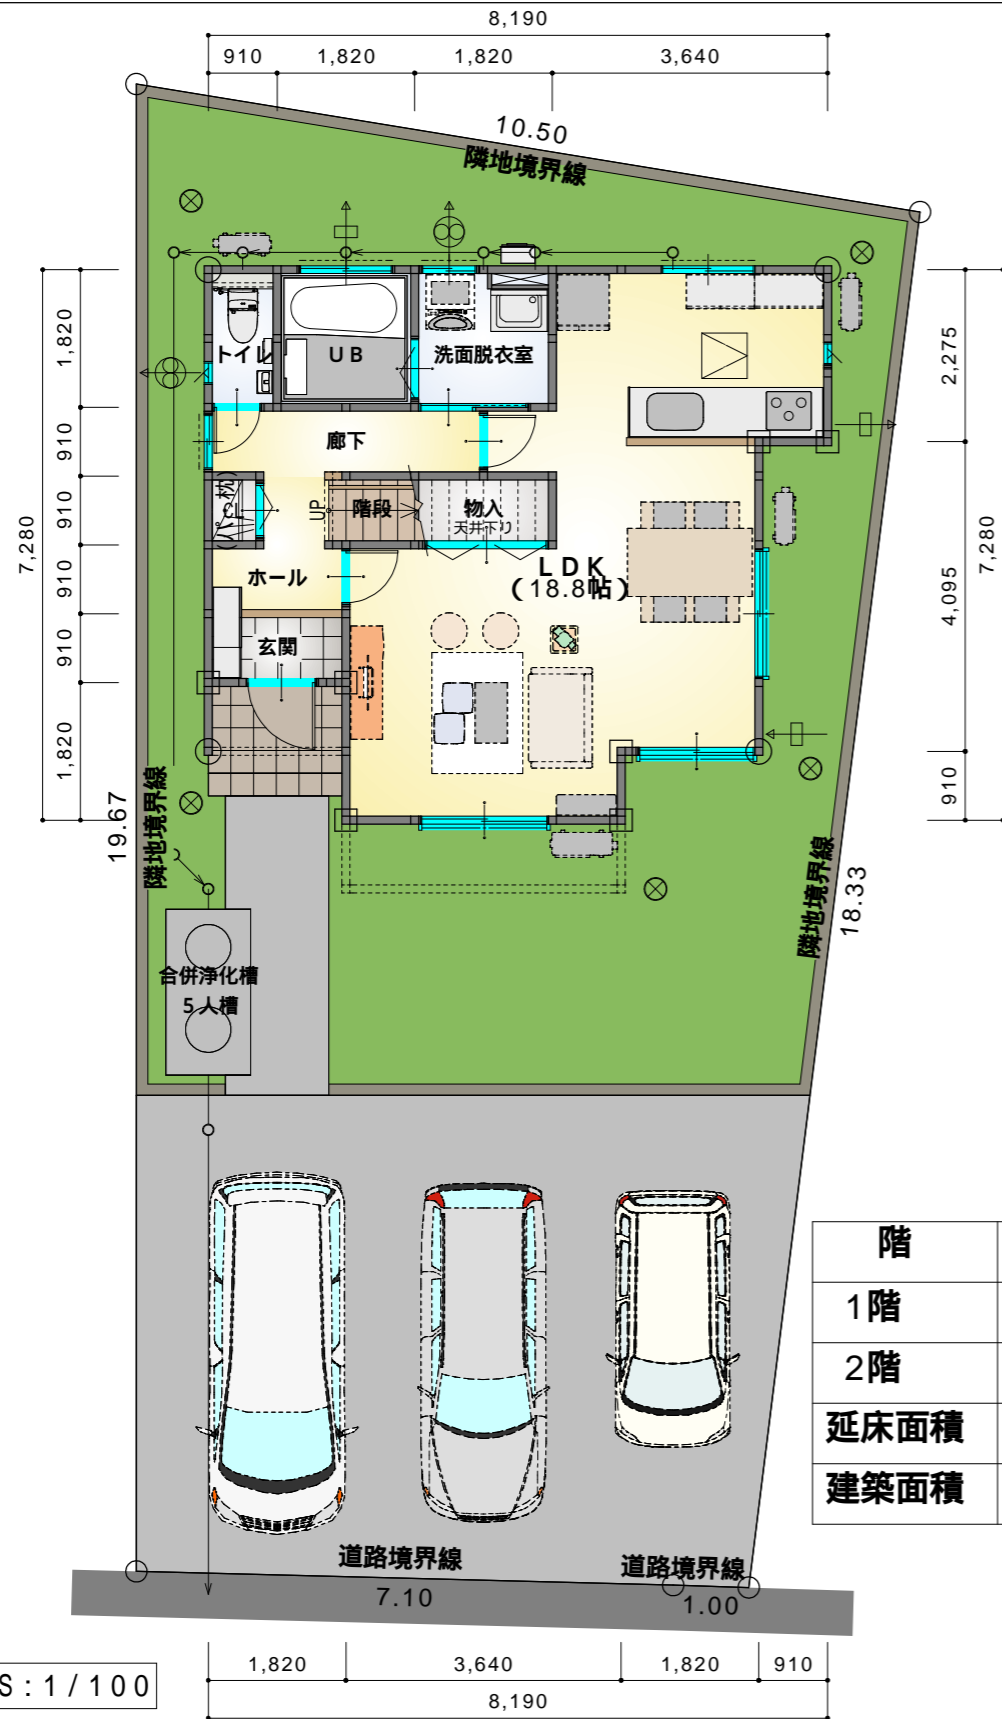 8,190
910
1,820
1,820
3,640
10.50
隣地境界線
1,820
910
910
910
910
1,820
7,280
2,275
4,095
910
7,280
トイレ
UB
洗面脱衣室
廊下
UP
階段
物入
天井下り
ホール
LDK
(18.8帖)
玄関
19.67
隣地境界線
隣地境界線
18.33
合併浄化槽
5人槽
階
1階
2階
延床面積
建築面積
道路境界線
道路境界線
7.10
1.00
S:1/100
1,820
3,640
1,820
910
8,190